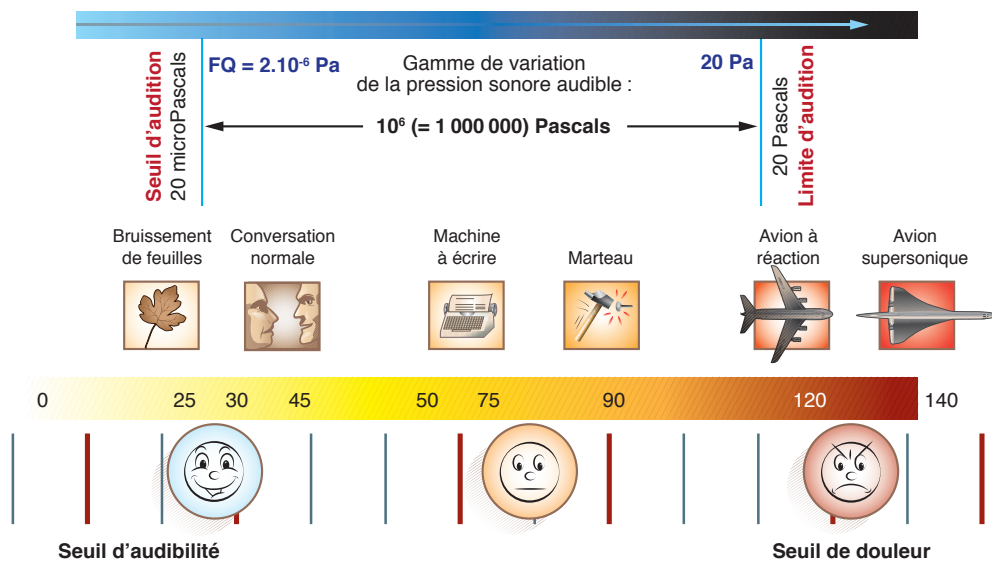 Seuil d'audition
20 microPascals
FQ = 2.10⁻⁶ Pa
Gamme de variation
de la pression sonore audible :
10⁶ (= 1 000 000) Pascals
20 Pa
20 Pascals
Limite d'audition
Bruissement
de feuilles
Conversation
normale
Machine
à écrire
Marteau
Avion à
réaction
Avion
supersonique
0 25 30 45 50 75 90 120 140
Seuil d'audibilité
Seuil de douleur